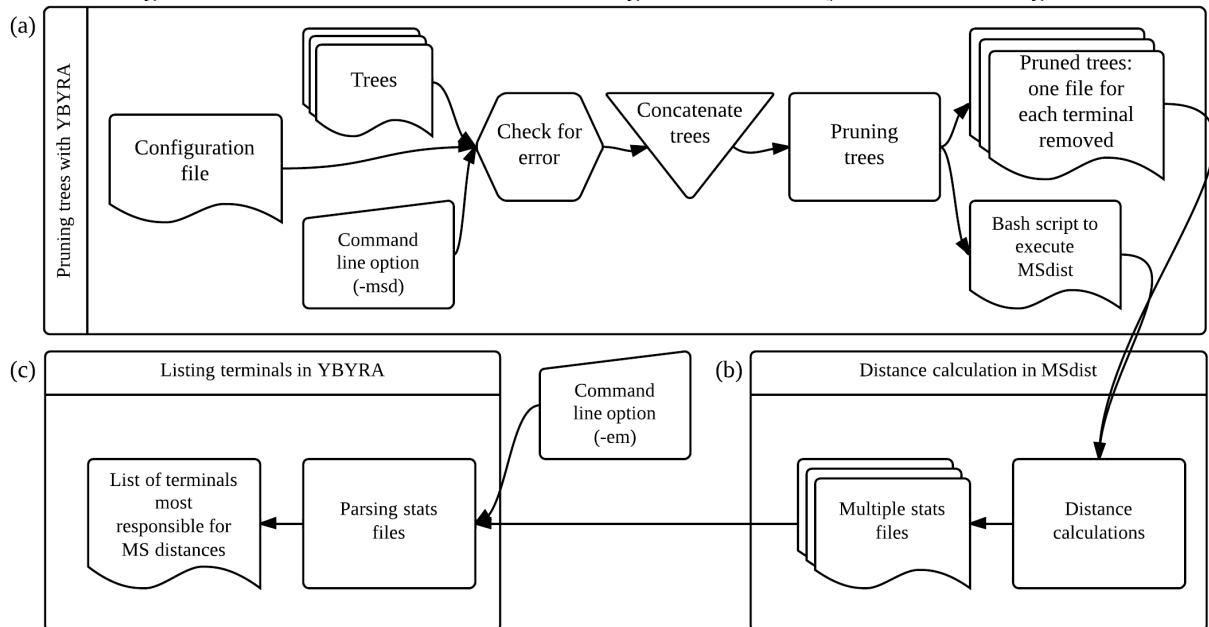 (a)
Pruning trees with YBYRA
Trees
Configuration
file
Command
line option
(-msd)
Check for
error
Concatenate
trees
Pruning
trees
Pruned trees:
one file for
each terminal
removed
Bash script to
execute
MSdist
(c)
Listing terminals in YBYRA
List of terminals
most
responsible for
MS distances
Parsing stats
files
Command
line option
(-em)
(b)
Distance calculation in MSdist
Multiple stats
files
Distance
calculations